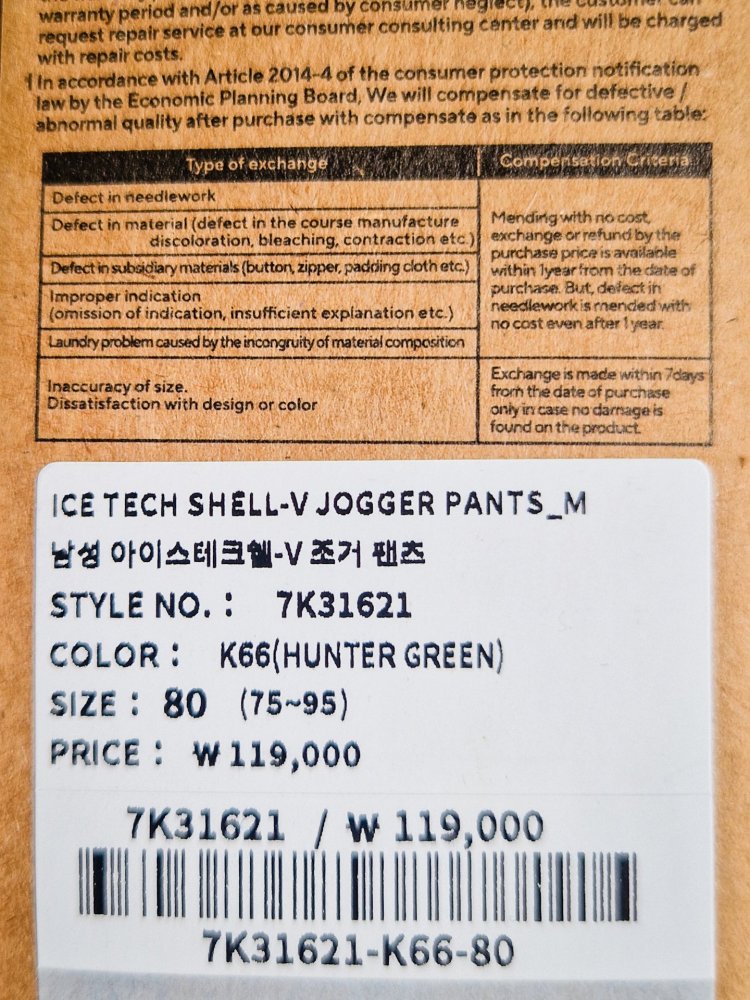 warranty period and/or as caused by consumer neglect), the customer can
request repair service at our consumer consulting center and will be charged
with repair costs.
In accordance with Article 2014-4 of the consumer protection notification
law by the Economic Planning Board, We will compensate for defective /
abnormal quality after purchase with compensate as in the following table:
Type of exchange Compensation Criteria
Defect in needlework
Defect in material (defect in the course manufacture
discoloration, bleaching, contraction etc.)
Defect in subsidiary materials (button, zipper, padding cloth etc.)
Improper indication
(omission of indication, insufficient explanation etc.)
Laundry problem caused by the incongruity of material composition
Mending with no cost,
exchange or refund by the
purchase price is available
within 1year from the date of
purchase. But, defect in
needlework is mended with
no cost even after 1 year.
Inaccuracy of size.
Dissatisfaction with design or color
Exchange is made within 7days
from the date of purchase
only in case no damage is
found on the product.
ICE TECH SHELL-V JOGGER PANTS_M
남성 아이스테크쉘-V 조거 팬츠
STYLE NO. : 7K31621
COLOR : K66(HUNTER GREEN)
SIZE : 80 (75~95)
PRICE : ₩ 119,000
7K31621 / ₩ 119,000
7K31621-K66-80